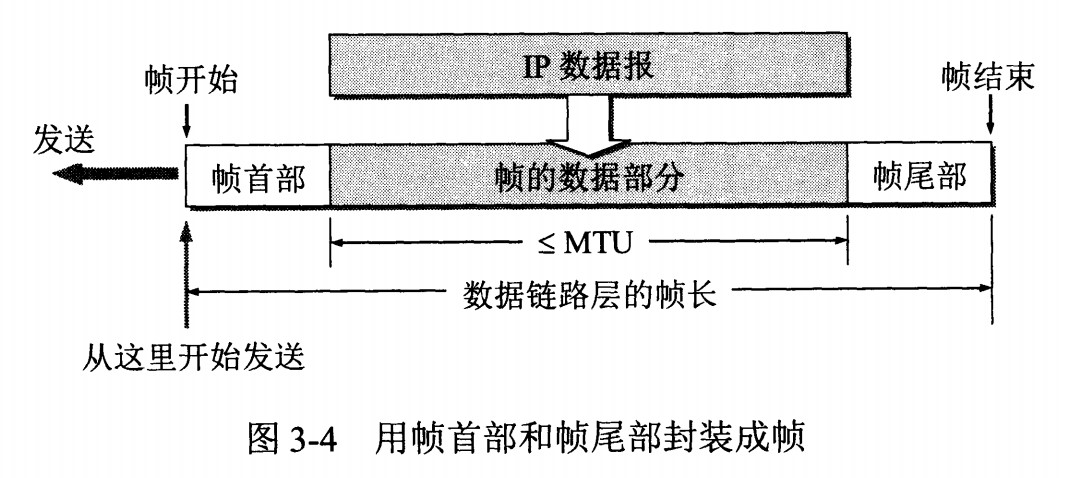 IP 数据报
帧开始
帧结束
发送
帧首部
帧的数据部分
帧尾部
≤ MTU
数据链路层的帧长
从这里开始发送
图 3-4 用帧首部和帧尾部封装成帧